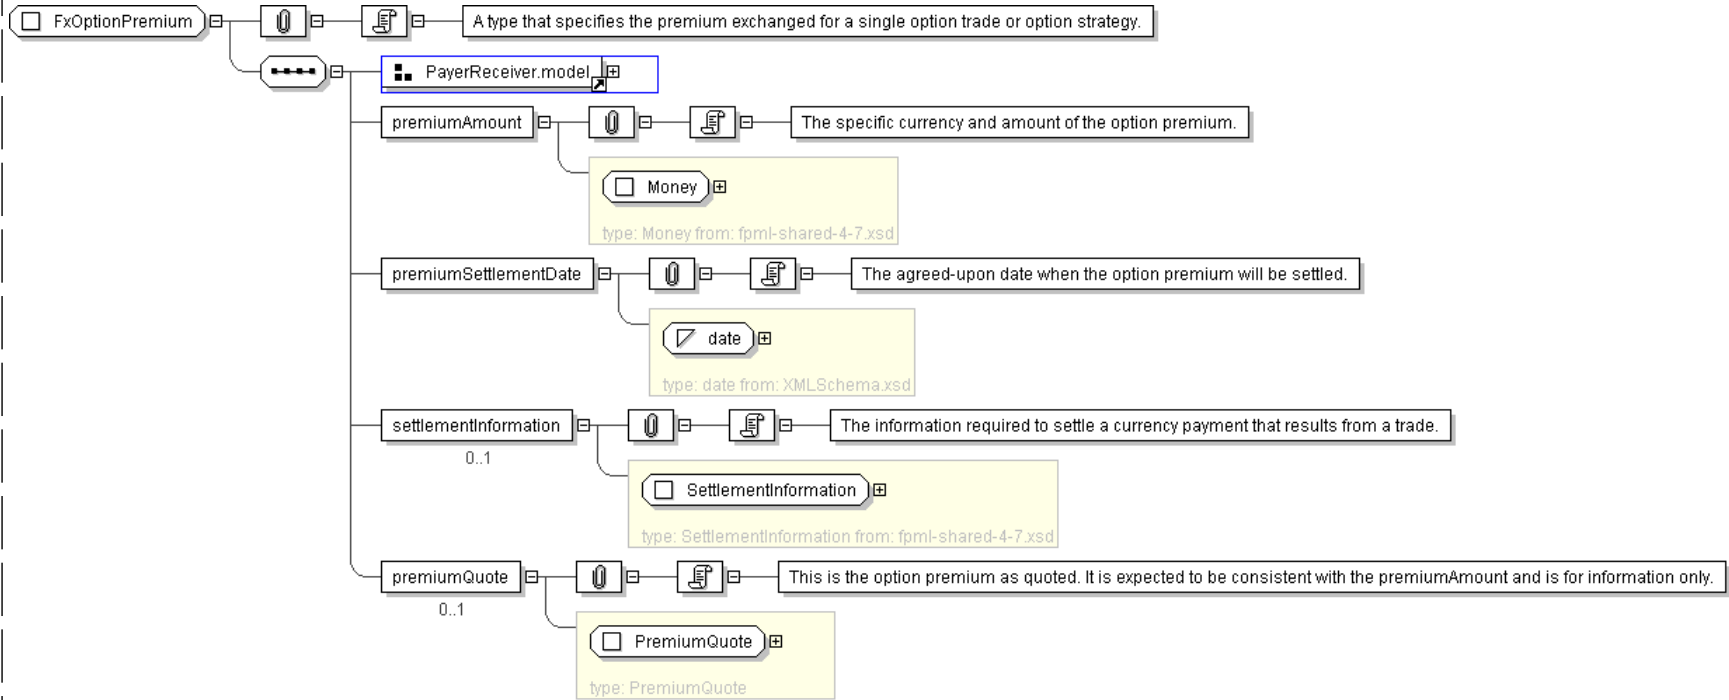 FxOptionPremium
A type that specifies the premium exchanged for a single option trade or option strategy.
PayerReceiver.model
premiumAmount
The specific currency and amount of the option premium.
Money
type: Money from: fpml-shared-4-7.xsd
premiumSettlementDate
The agreed-upon date when the option premium will be settled.
date
type: date from: XMLSchema.xsd
settlementInformation
The information required to settle a currency payment that results from a trade.
0..1
SettlementInformation
type: SettlementInformation from: fpml-shared-4-7.xsd
premiumQuote
This is the option premium as quoted. It is expected to be consistent with the premiumAmount and is for information only.
0..1
PremiumQuote
type: PremiumQuote